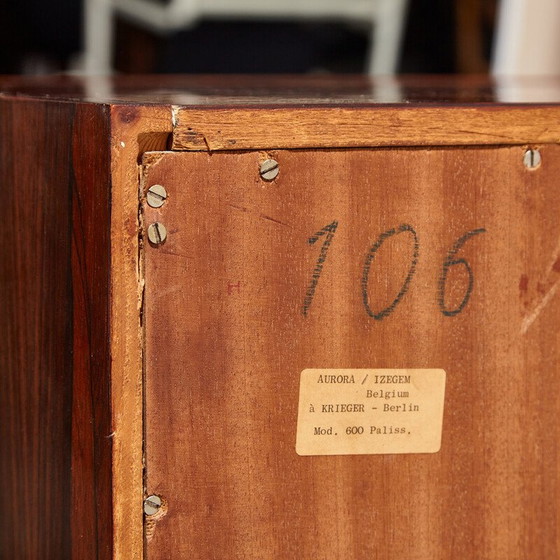 106
AURORA / IZEGEM
Belgium
à KRIEGER - Berlin
Mod. 600 Paliss.